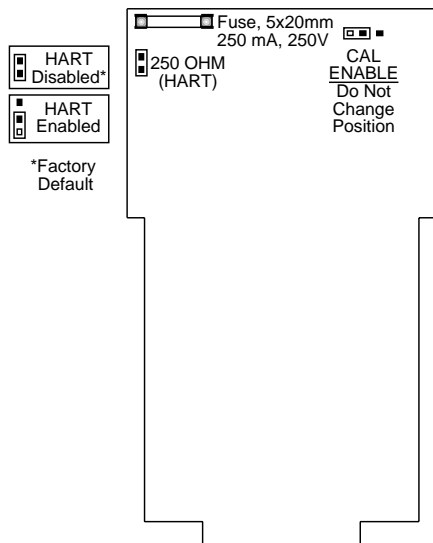 Fuse, 5x20mm
250 mA, 250V
250 OHM
(HART)
CAL
ENABLE
Do Not
Change
Position
HART
Disabled*
HART
Enabled
*Factory
Default